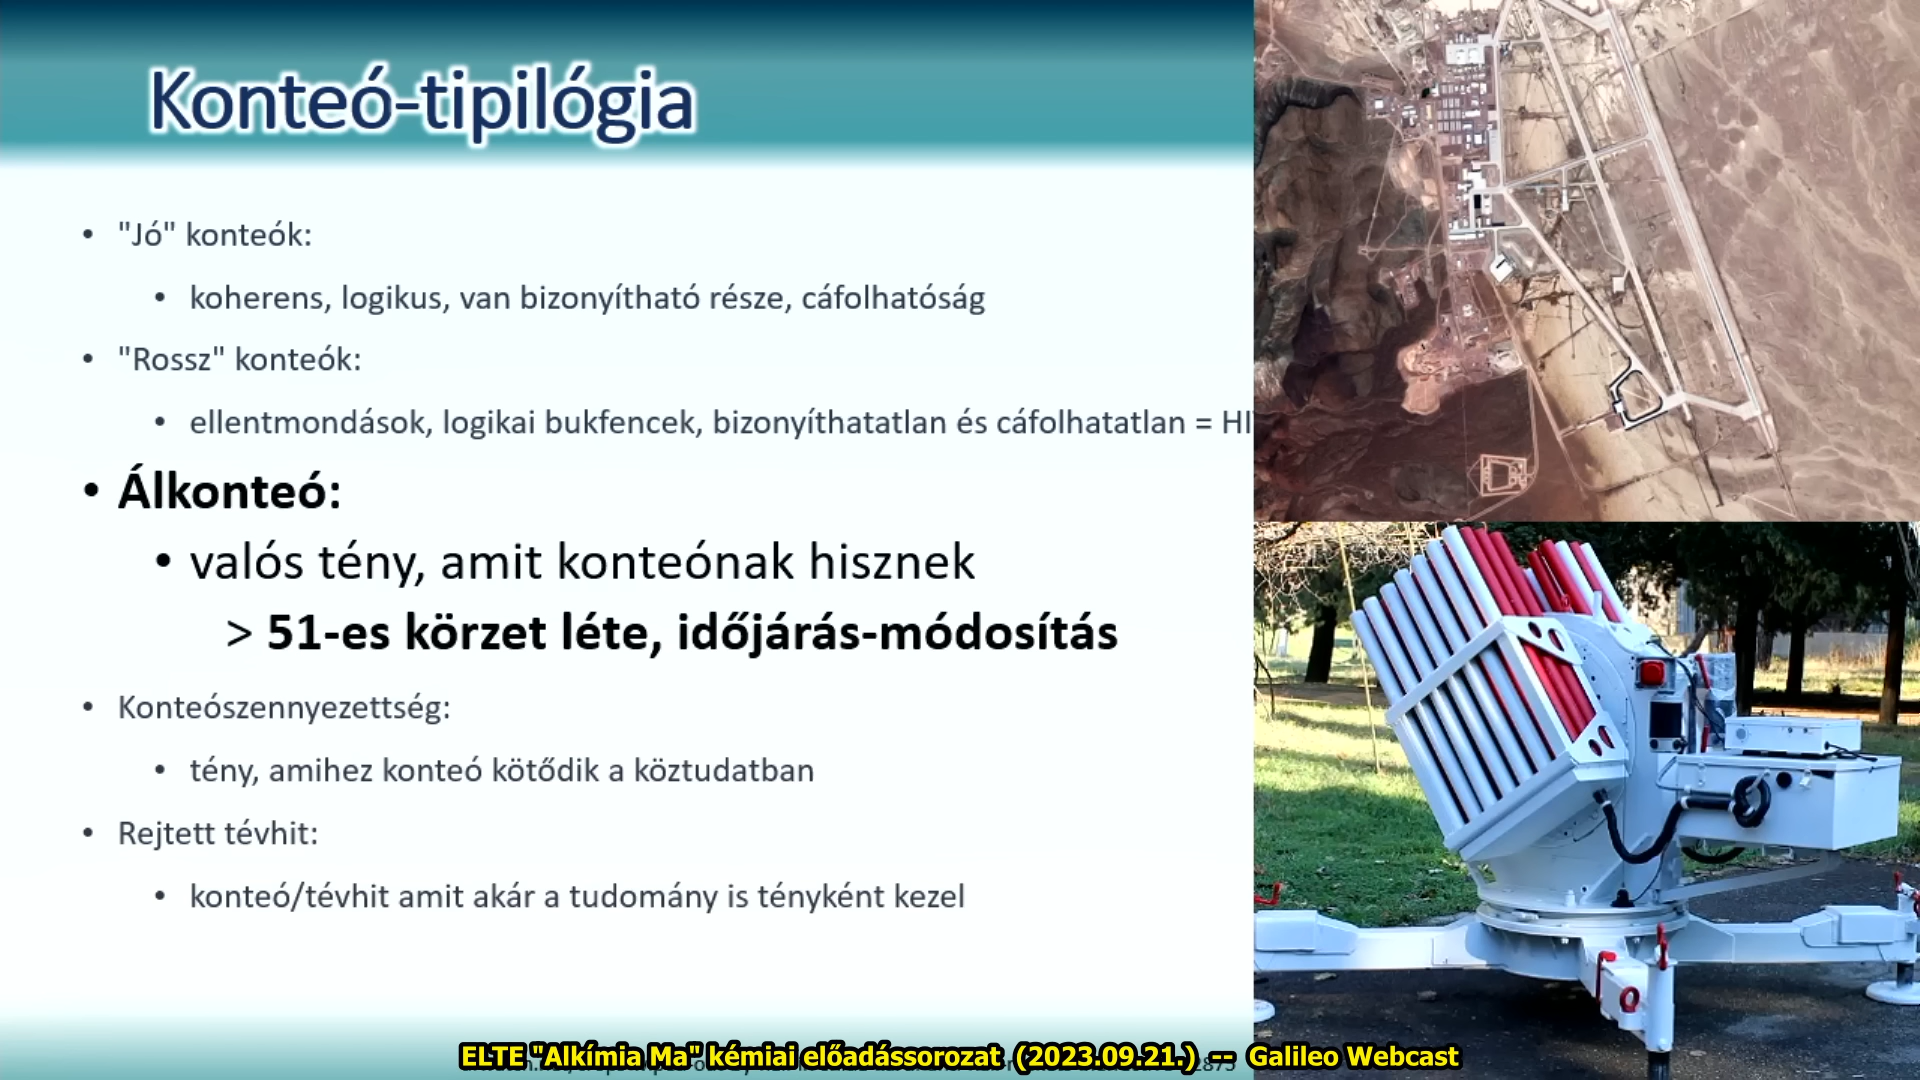 Konteó-tipilógia
• "Jó" konteók:
• koherens, logikus, van bizonyítható része, cáfolhatóság
• "Rossz" konteók:
• ellentmondások, logikai bukfencek, bizonyíthatatlan és cáfolhatatlan =
• Álkonteó:
• valós tény, amit konteónak hisznek
> 51-es körzet léte, időjárás-módosítás
• Konteószennyezettség:
• tény, amihez konteó kötődik a köztudatban
• Rejtett tévhit:
• konteó/tévhit amit akár a tudomány is tényként kezel
ELTE "Alkímia Ma" kémiai előadássorozat (2023.09.21.) -- Galileo Webcast